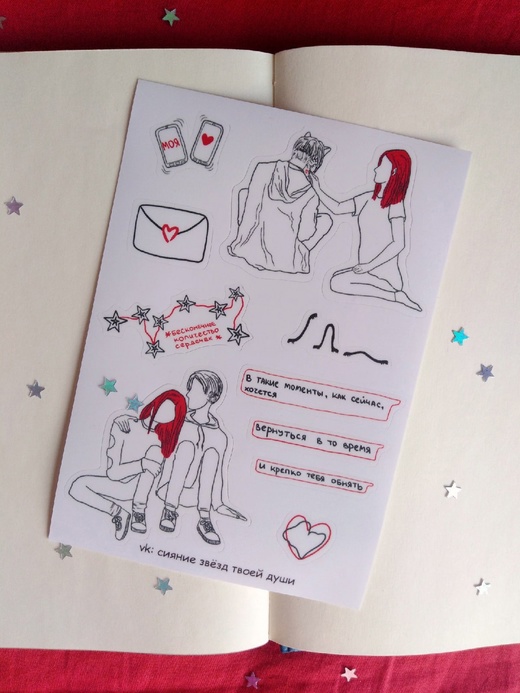 МОЯ
*бесконечное
количество
сердечек*
В такие моменты, как сейчас,
хочется
вернуться в то время
и крепко тебя обнять
vk: сияние звёзд твоей души